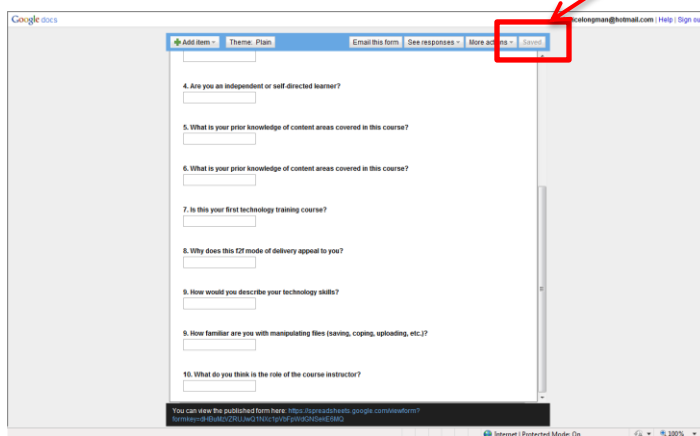 Google docs
colongman@hotmail.com | Help | Sign ou
Add item
Theme: Plain
Email this form
See responses
More actions
Saved
4. Are you an independent or self-directed learner?
5. What is your prior knowledge of content areas covered in this course?
6. What is your prior knowledge of content areas covered in this course?
7. Is this your first technology training course?
8. Why does this f2f mode of delivery appeal to you?
9. How would you describe your technology skills?
9. How familiar are you with manipulating files (saving, coping, uploading, etc.)?
10. What do you think is the role of the course instructor?
You can view the published form here: https://spreadsheets.google.com/viewform?
Internet | Protected Mode: On
100%